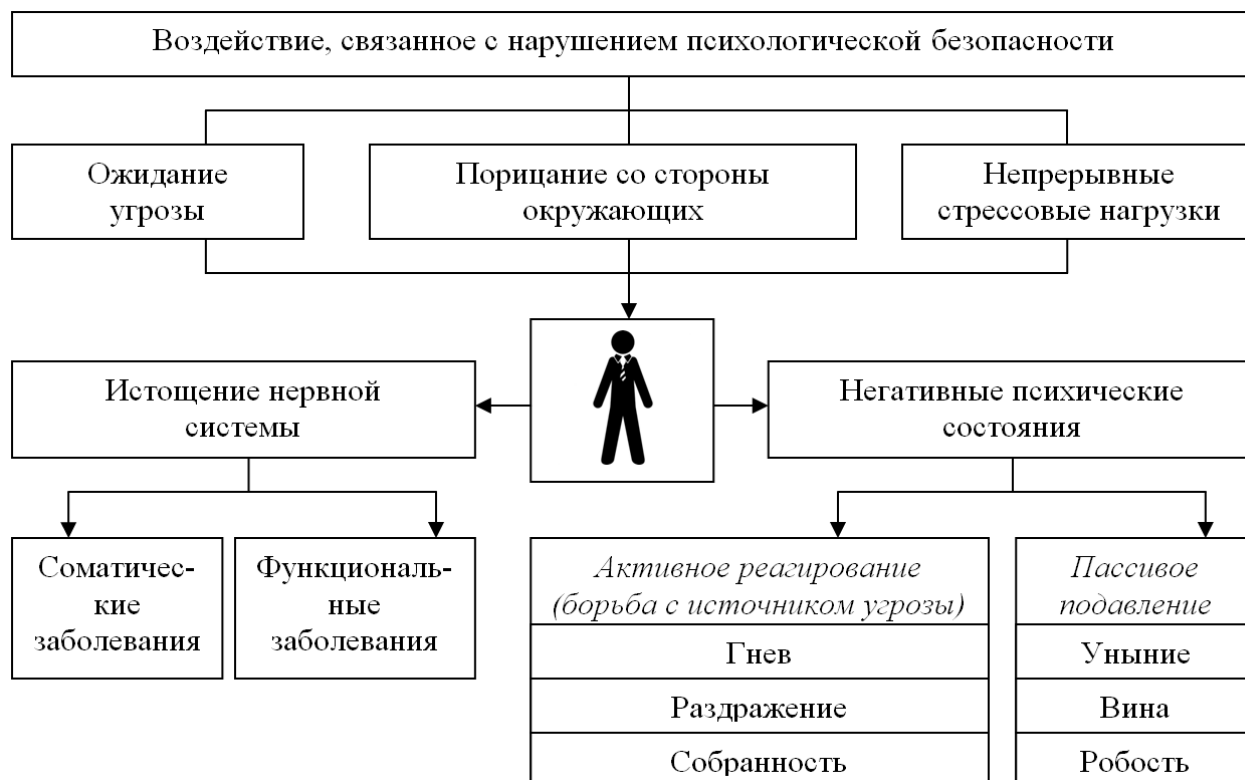 Воздействие, связанное с нарушением психологической безопасности
Ожидание
угрозы
Порицание со стороны
окружающих
Непрерывные
стрессовые нагрузки
Истощение нервной
системы
Негативные психические
состояния
Соматичес-
кие
заболевания
Функциональ-
ные
заболевания
Активное реагирование
(борьба с источником угрозы)
Гнев
Раздражение
Собранность
Пассивое
подавление
Уныние
Вина
Робость